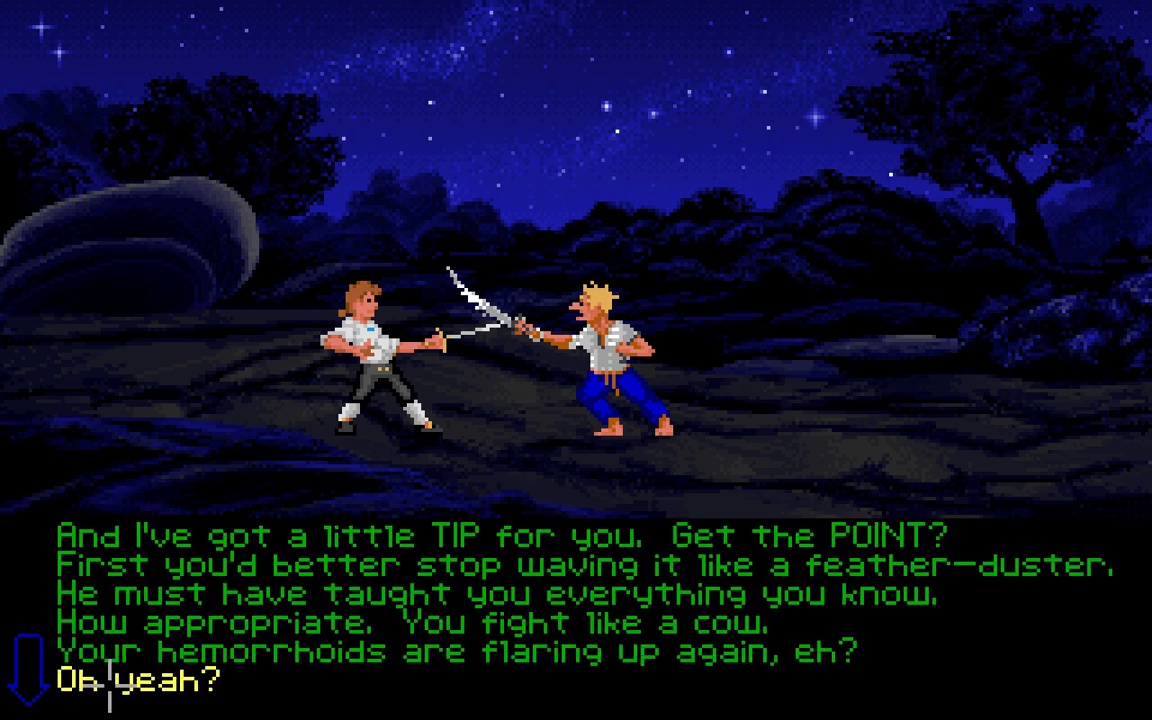 And I've got a little TIP for you.  Get the POINT?
First you'd better stop waving it like a feather-duster.
He must have taught you everything you know.
How appropriate.  You fight like a cow.
Your hemorrhoids are flaring up again, eh?
Oh yeah?